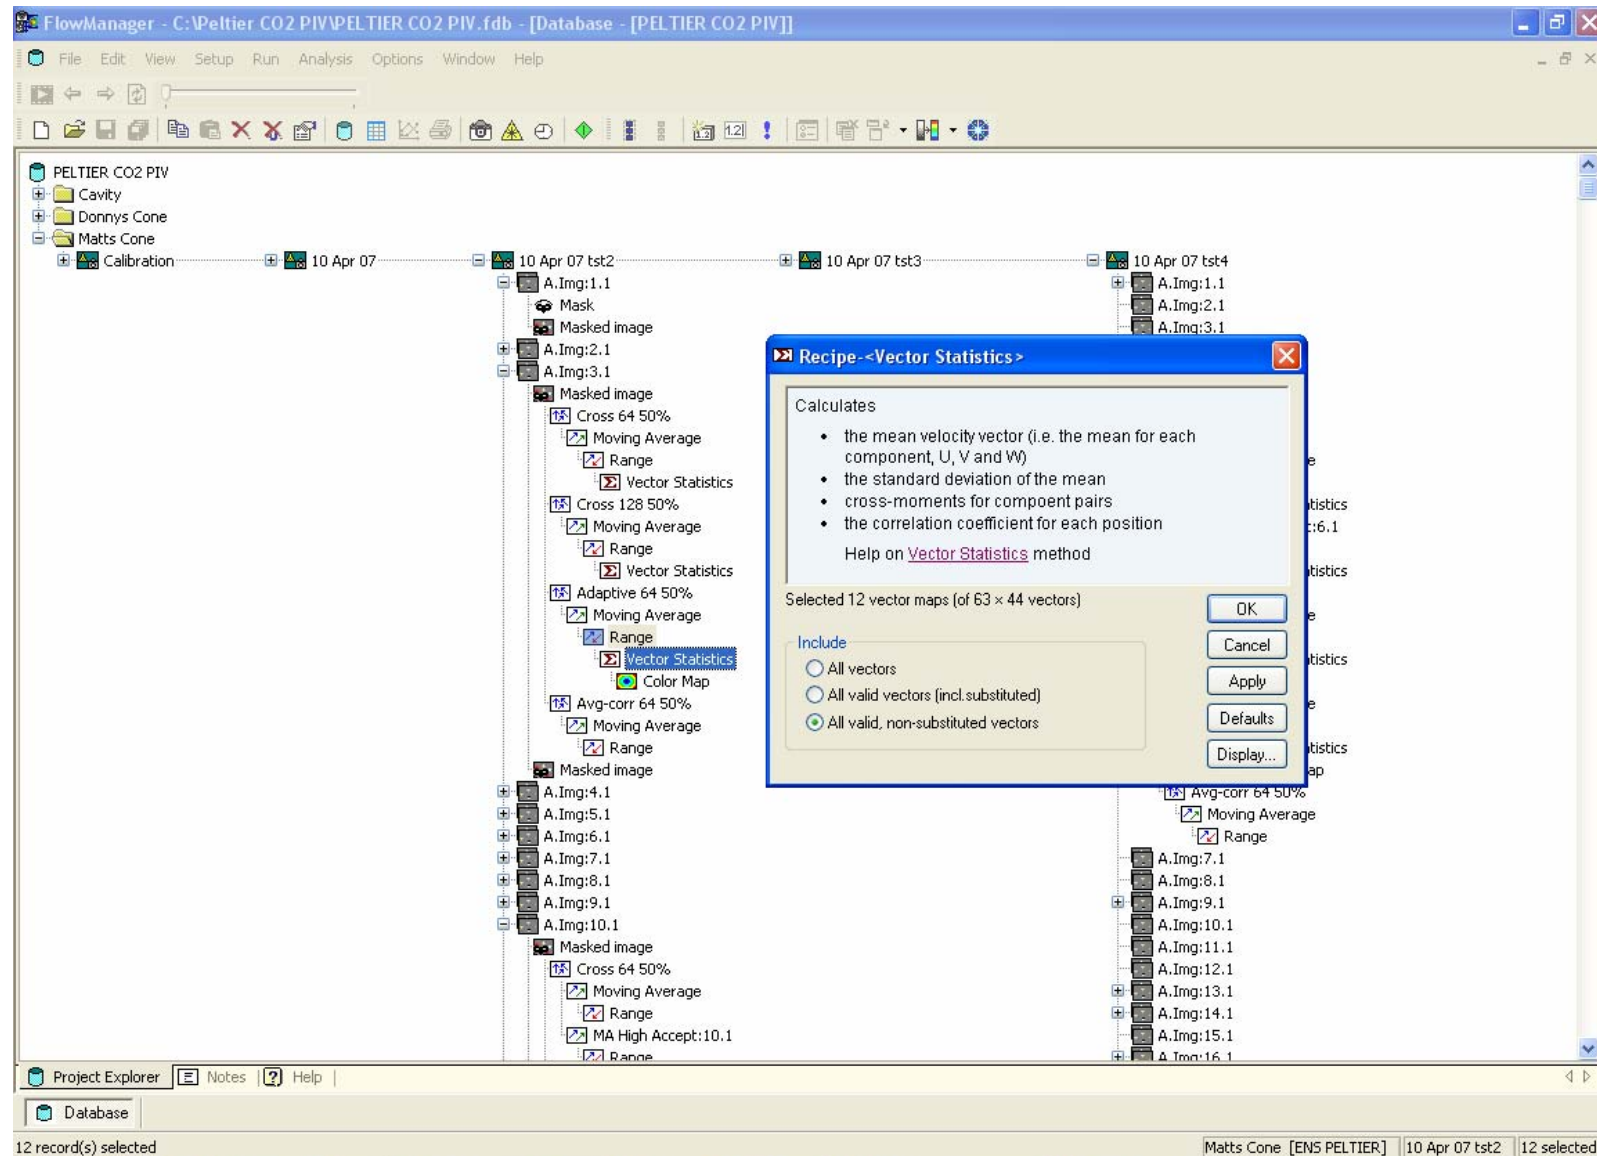 FlowManager - C:\Peltier CO2 PIV\PELTIER CO2 PIV.fdb - [Database - [PELTIER CO2 PIV]]
File Edit View Setup Run Analysis Options Window Help
PELTIER CO2 PIV
Cavity
Donnys Cone
Matts Cone
Calibration 10 Apr 07 10 Apr 07 tst2 10 Apr 07 tst3 10 Apr 07 tst4
A.Img:1.1 A.Img:1.1
Mask A.Img:2.1
Masked image A.Img:3.1
A.Img:2.1
A.Img:3.1
Masked image
Cross 64 50%
Moving Average
Range
Vector Statistics
Cross 128 50%
Moving Average
Range
Vector Statistics
Adaptive 64 50%
Moving Average
Range
Vector Statistics
Color Map
Avg-corr 64 50%
Moving Average
Range
Masked image
A.Img:4.1
A.Img:5.1
A.Img:6.1
A.Img:7.1
A.Img:8.1
A.Img:9.1
A.Img:10.1
Masked image
Cross 64 50%
Moving Average
Range
MA High Accept:10.1
Range
Recipe-<Vector Statistics>
Calculates
• the mean velocity vector (i.e. the mean for each
component, U, V and W)
• the standard deviation of the mean
• cross-moments for compoent pairs
• the correlation coefficient for each position
Help on Vector Statistics method
Selected 12 vector maps (of 63 × 44 vectors)
Include
All vectors
All valid vectors (incl.substituted)
All valid, non-substituted vectors
OK
Cancel
Apply
Defaults
Display...
e
tistics
:6.1
tistics
e
tistics
e
tistics
ap
Avg-corr 64 50%
Moving Average
Range
A.Img:7.1
A.Img:8.1
A.Img:9.1
A.Img:10.1
A.Img:11.1
A.Img:12.1
A.Img:13.1
A.Img:14.1
A.Img:15.1
A.Img:16.1
Project Explorer Notes Help
Database
12 record(s) selected Matts Cone [ENS PELTIER] 10 Apr 07 tst2 12 selected